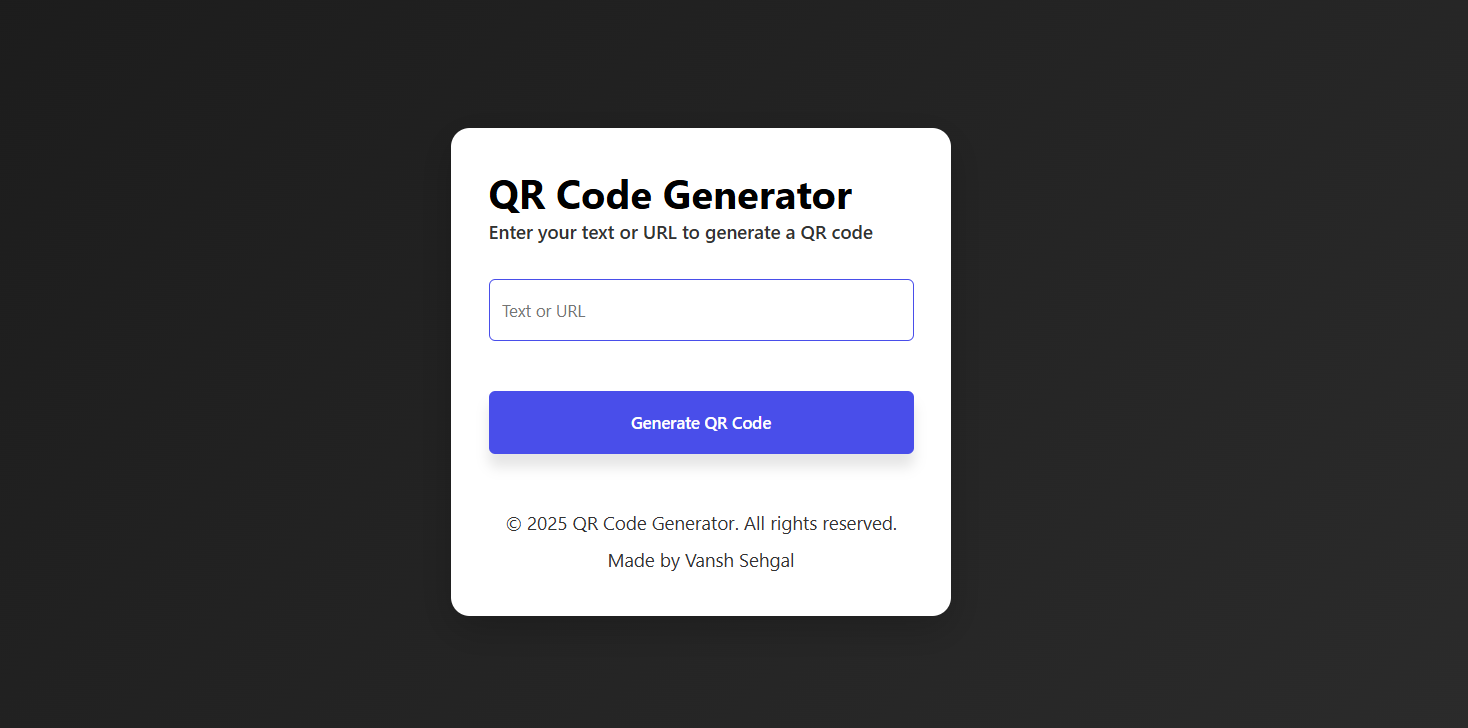 QR Code Generator
Enter your text or URL to generate a QR code
Text or URL
Generate QR Code
© 2025 QR Code Generator. All rights reserved.
Made by Vansh Sehgal